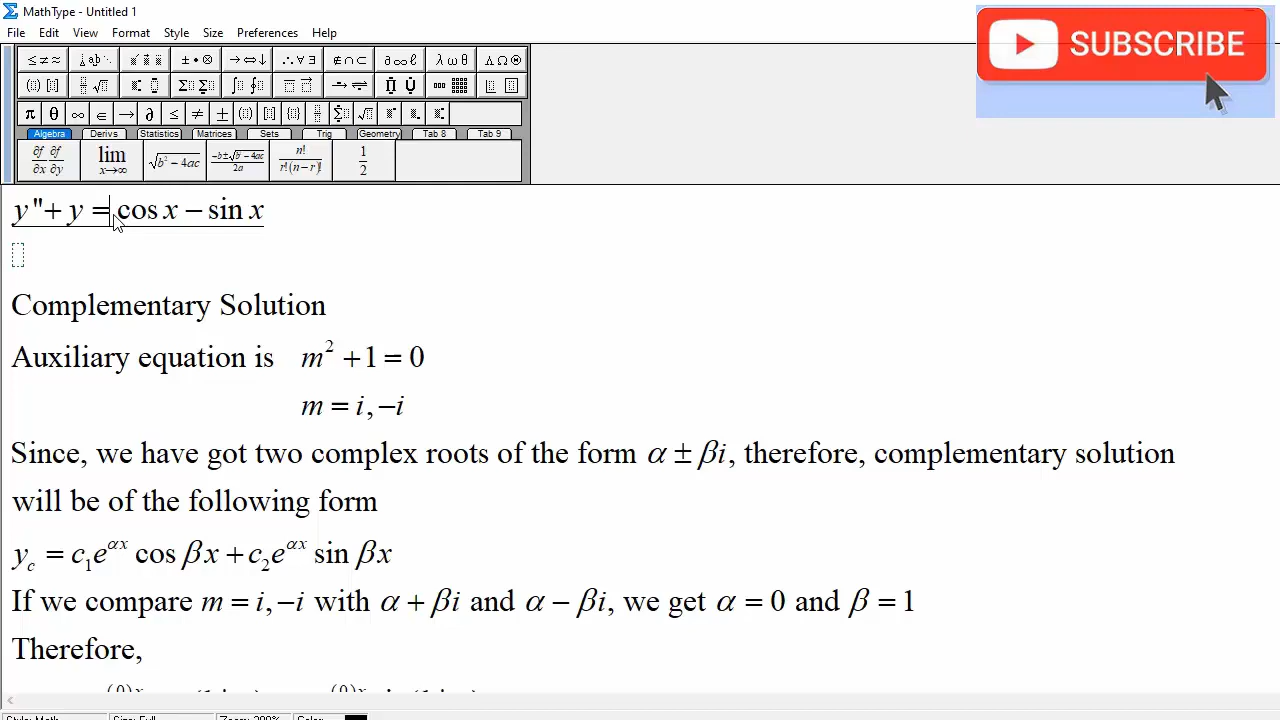 MathType - Untitled 1
File Edit View Format Style Size Preferences Help
SUBSCRIBE
Algebra Derivs Statistics Matrices Sets Trig Geometry Tab 8 Tab 9
y''+ y = cos x − sin x
Complementary Solution
Auxiliary equation is m² + 1 = 0
m = i, −i
Since, we have got two complex roots of the form α ± βi, therefore, complementary solution
will be of the following form
y_c = c₁e^{αx} cos βx + c₂e^{αx} sin βx
If we compare m = i, −i with α + βi and α − βi, we get α = 0 and β = 1
Therefore,